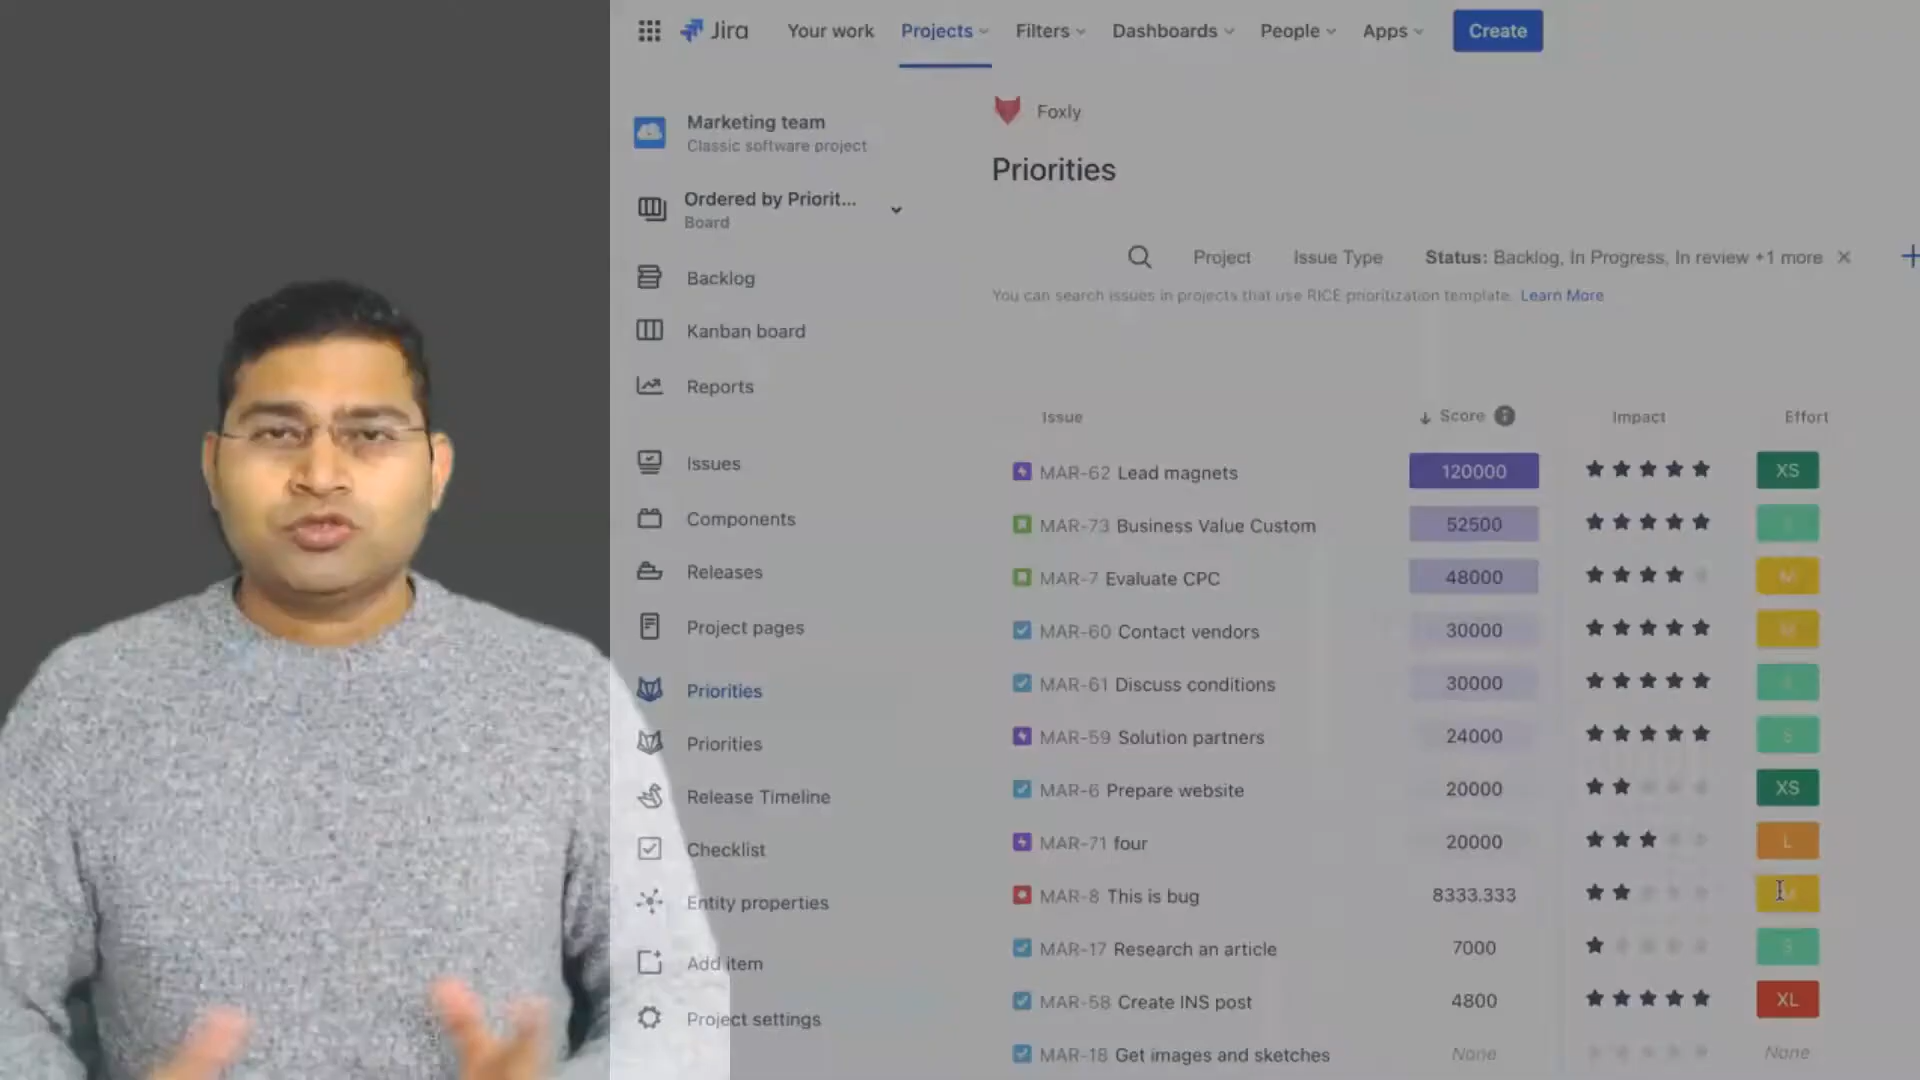 Jira
Your work
Projects
Filters
Dashboards
People
Apps
Create
Marketing team
Classic software project
Ordered by Priorit...
Board
Backlog
Kanban board
Reports
Issues
Components
Releases
Project pages
Priorities
Priorities
Release Timeline
Checklist
Entity properties
Add item
Project settings
Foxly
Priorities
Project
Issue Type
Status: Backlog, In Progress, In review +1 more
You can search issues in projects that use RICE prioritization template. Learn More
Issue Score Impact Effort
MAR-62 Lead magnets 120000 XS
MAR-73 Business Value Custom 52500
MAR-7 Evaluate CPC 48000 M
MAR-60 Contact vendors 30000 M
MAR-61 Discuss conditions 30000
MAR-59 Solution partners 24000 S
MAR-6 Prepare website 20000 XS
MAR-71 four 20000 L
MAR-8 This is bug 8333.333
MAR-17 Research an article 7000 S
MAR-58 Create INS post 4800 XL
MAR-18 Get images and sketches None None